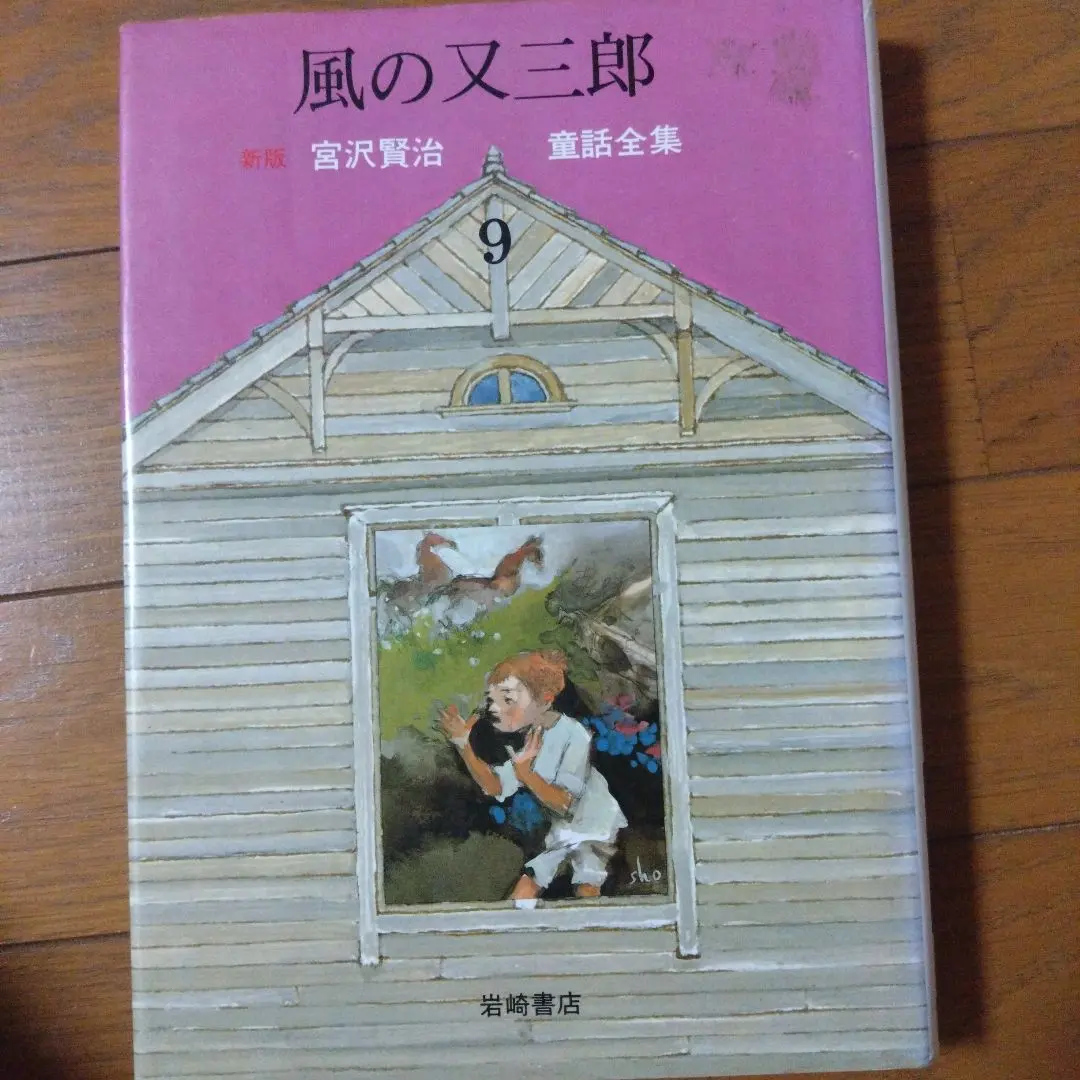 風の又三郎
新版 宮沢賢治 童話全集
9
sho
岩崎書店